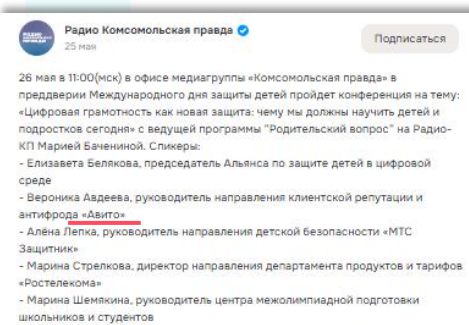 РАДИО
КОМСОМОЛЬСКАЯ
ПРАВДА
Радио Комсомольская правда
25 мая
Подписаться
26 мая в 11:00(мск) в офисе медиагруппы «Комсомольская правда» в
преддверии Международного дня защиты детей пройдет конференция на тему:
«Цифровая грамотность как новая защита: чему мы должны научить детей и
подростков сегодня» с ведущей программы "Родительский вопрос" на Радио-
КП Марией Бачениной. Спикеры:
- Елизавета Белякова, председатель Альянса по защите детей в цифровой
среде
- Вероника Авдеева, руководитель направления клиентской репутации и
антифрода «Авито»
- Алёна Лепка, руководитель направления детской безопасности «МТС
Защитник»
- Марина Стрелкова, директор направления департамента продуктов и тарифов
«Ростелекома»
- Марина Шемякина, руководитель центра межолимпиадной подготовки
школьников и студентов